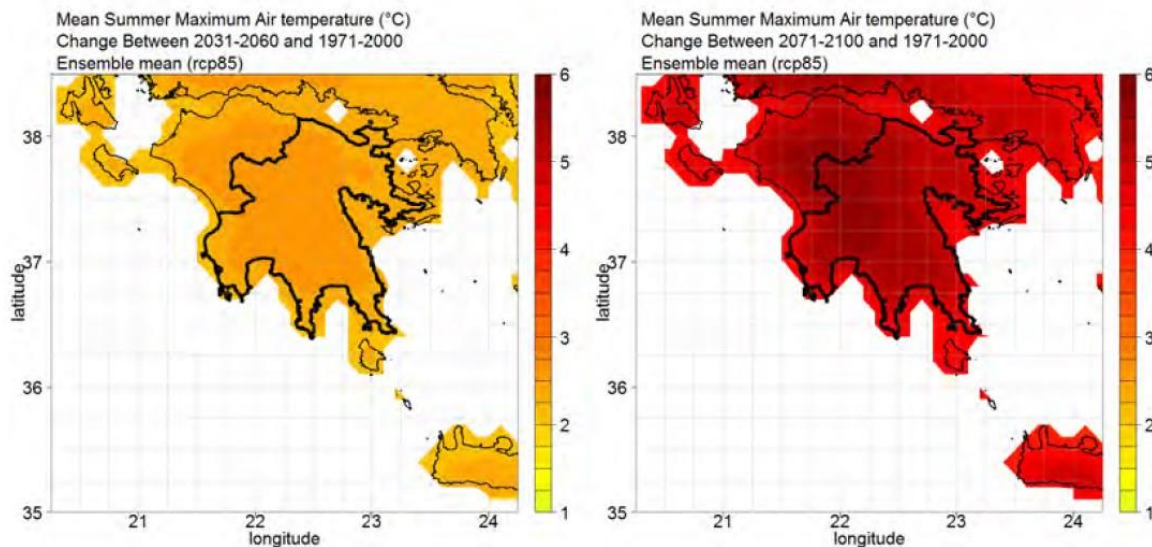 Mean Summer Maximum Air temperature (°C)
Change Between 2031-2060 and 1971-2000
Ensemble mean (rcp85)
6
5
4
3
2
1
38
37
36
35
latitude
21 22 23 24
longitude
Mean Summer Maximum Air temperature (°C)
Change Between 2071-2100 and 1971-2000
Ensemble mean (rcp85)
6
5
4
3
2
1
38
37
36
35
latitude
21 22 23 24
longitude